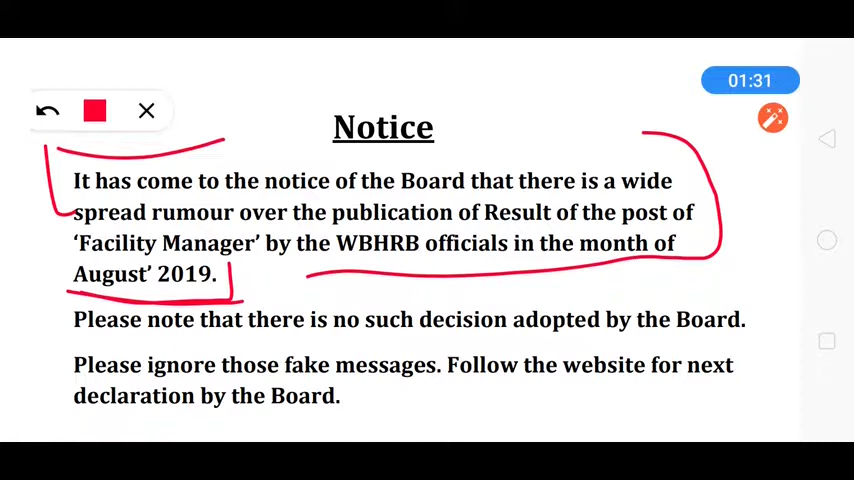 01:31
Notice
It has come to the notice of the Board that there is a wide
spread rumour over the publication of Result of the post of
‘Facility Manager’ by the WBHRB officials in the month of
August’ 2019.
Please note that there is no such decision adopted by the Board.
Please ignore those fake messages. Follow the website for next
declaration by the Board.